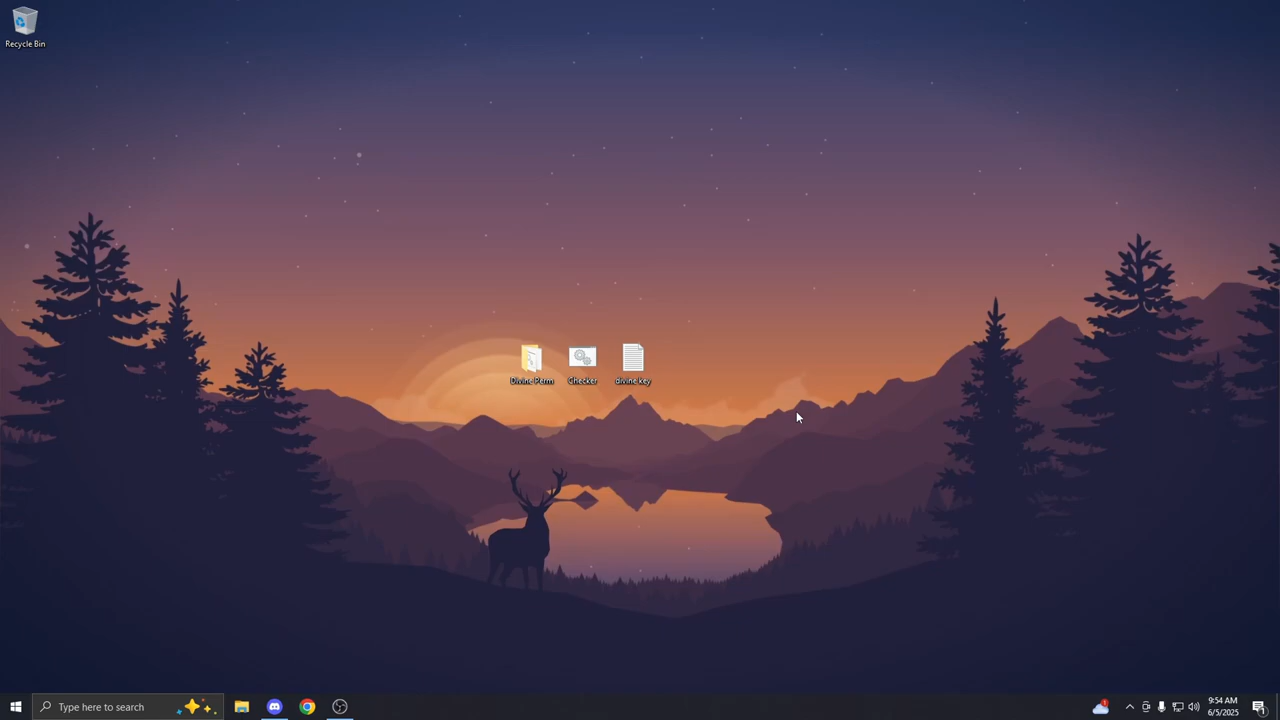 Recycle Bin
Divine Perm
Checker
divine key
Type here to search
9:54 AM
6/5/2025